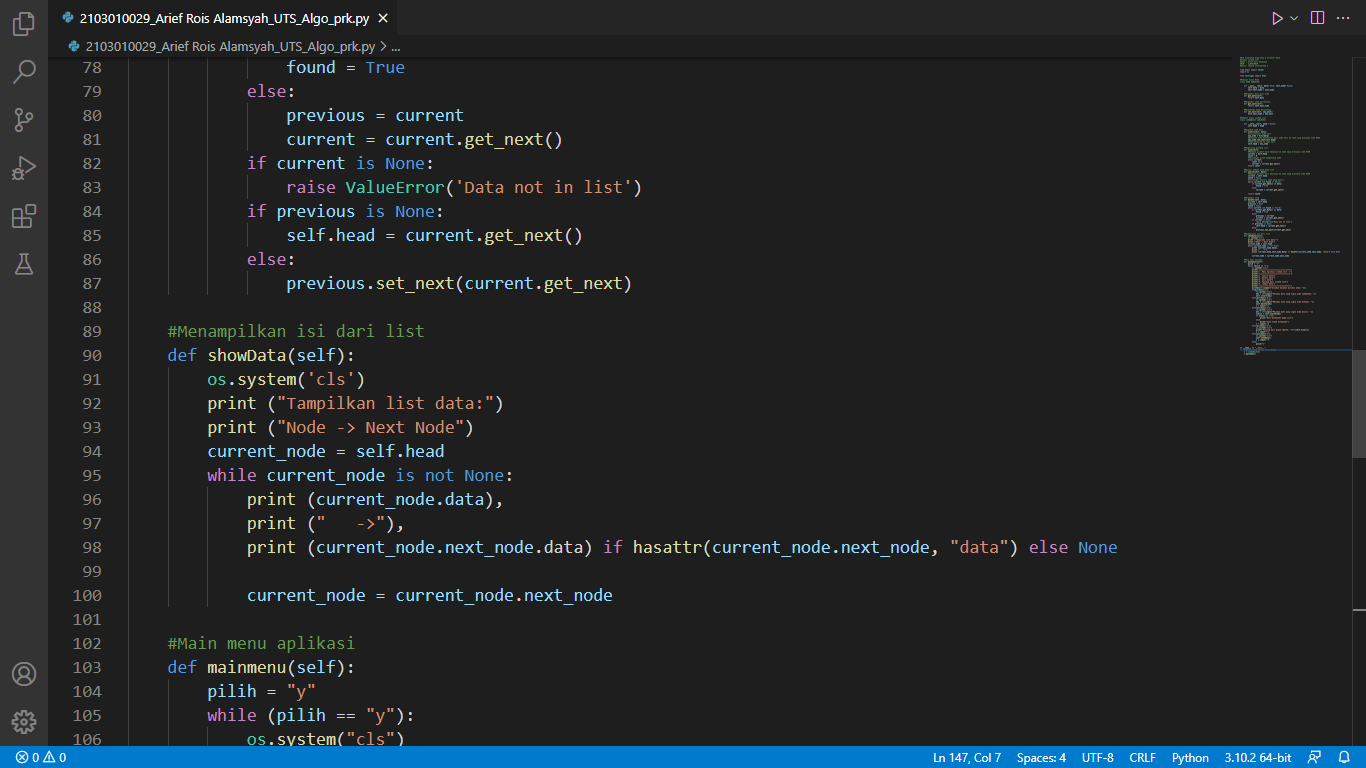 2103010029_Arief Rois Alamsyah_UTS_Algo_prk.py
2103010029_Arief Rois Alamsyah_UTS_Algo_prk.py > ...
78 found = True
79 else:
80 previous = current
81 current = current.get_next()
82 if current is None:
83 raise ValueError('Data not in list')
84 if previous is None:
85 self.head = current.get_next()
86 else:
87 previous.set_next(current.get_next)
88
89 #Menampilkan isi dari list
90 def showData(self):
91 os.system('cls')
92 print ("Tampilkan list data:")
93 print ("Node -> Next Node")
94 current_node = self.head
95 while current_node is not None:
96 print (current_node.data),
97 print ("   ->"),
98 print (current_node.next_node.data) if hasattr(current_node.next_node, "data") else None
99
100 current_node = current_node.next_node
101
102 #Main menu aplikasi
103 def mainmenu(self):
104 pilih = "y"
105 while (pilih == "y"):
106 os.system("cls")
0 0 Ln 147, Col 7 Spaces: 4 UTF-8 CRLF Python 3.10.2 64-bit